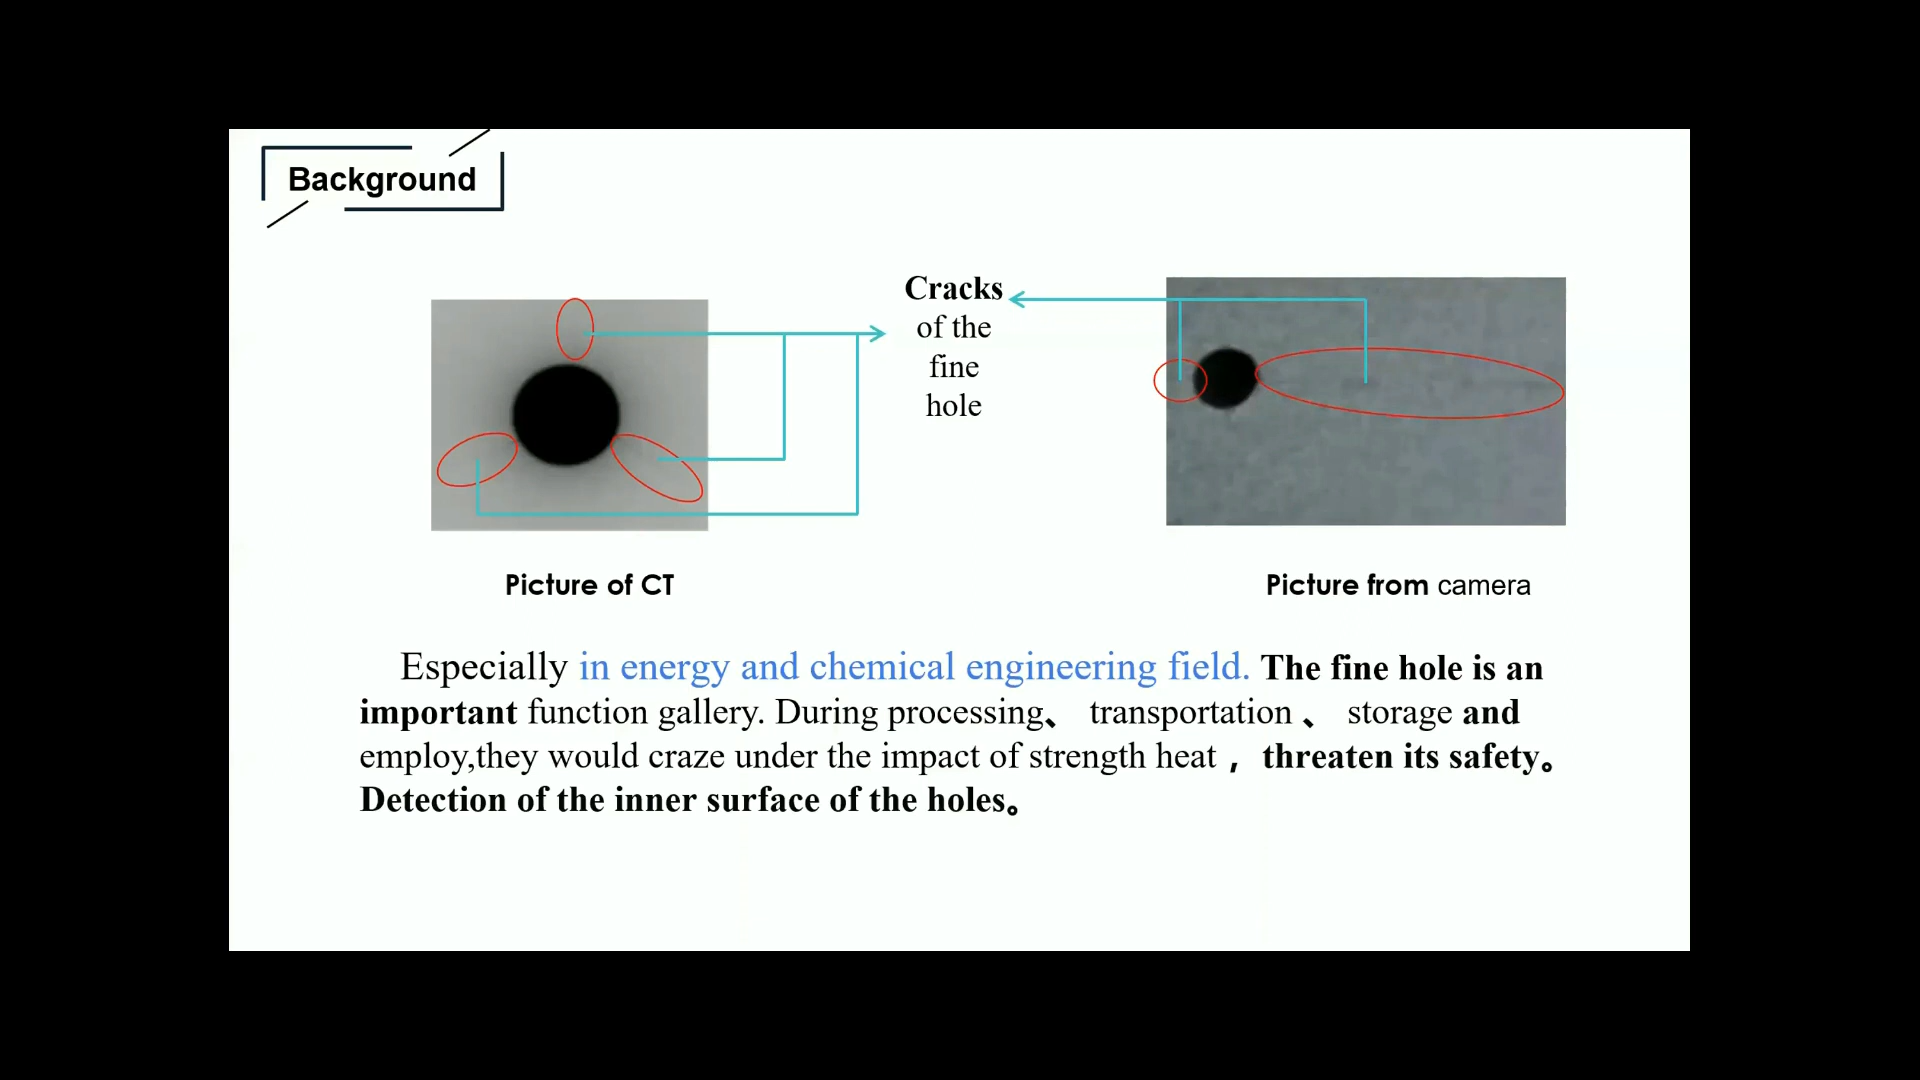 Background
Cracks
of the
fine
hole
Picture of CT
Picture from camera
Especially in energy and chemical engineering field. The fine hole is an
important function gallery. During processing、 transportation 、 storage and
employ,they would craze under the impact of strength heat ，threaten its safety。
Detection of the inner surface of the holes。